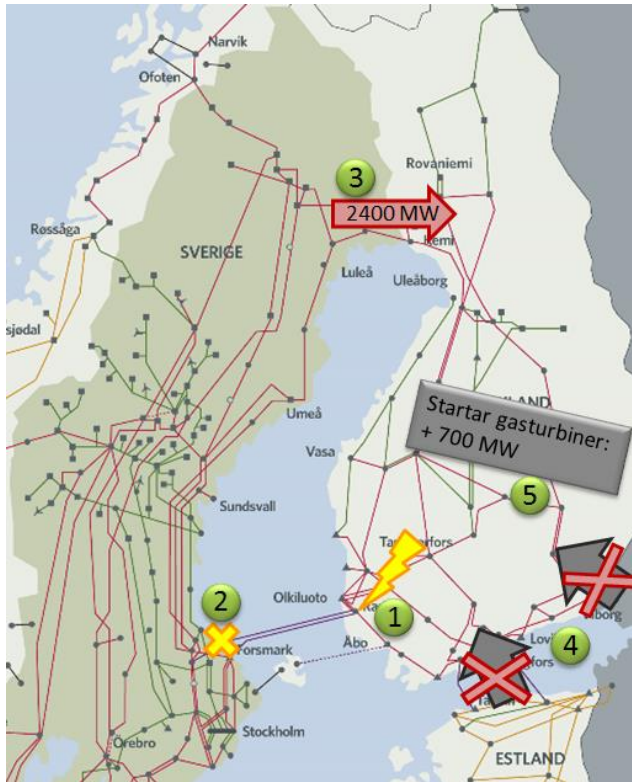 Narvik
Ofoten
Rovaniemi
3
2400 MW
Kemi
Røssåga
SVERIGE
Luleå
Uleåborg
Startar gasturbiner:
+ 700 MW
Umeå
Vasa
5
Sundsvall
Olkiluoto
2
1
Forsmark
Åbo
4
Stockholm
Örebro
ESTLAND